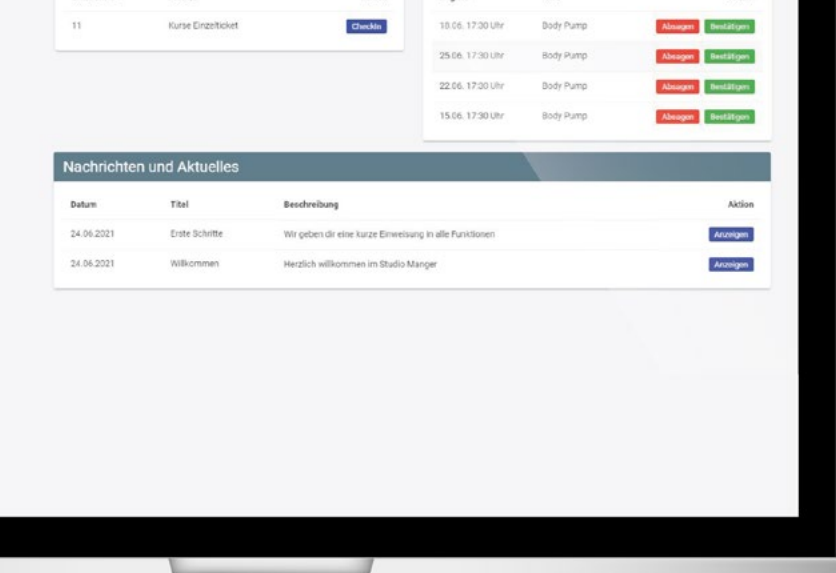 11 Kurse Einzelticket CheckIn
18.06. 17:30 Uhr Body Pump Absagen Bestätigen
25.06. 17:30 Uhr Body Pump Absagen Bestätigen
22.06. 17:30 Uhr Body Pump Absagen Bestätigen
15.06. 17:30 Uhr Body Pump Absagen Bestätigen
Nachrichten und Aktuelles
Datum Titel Beschreibung Aktion
24.06.2021 Erste Schritte Wir geben dir eine kurze Einweisung in alle Funktionen Anzeigen
24.06.2021 Willkommen Herzlich willkommen im Studio Manger Anzeigen